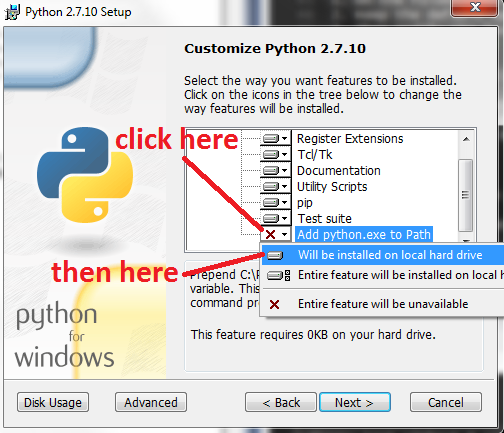 Python 2.7.10 Setup
Customize Python 2.7.10
Select the way you want features to be installed.
Click on the icons in the tree below to change the
way features will be installed.
click here
Register Extensions
Tcl/Tk
Documentation
Utility Scripts
pip
Test suite
Add python.exe to Path
Will be installed on local hard drive
then here
Entire feature will be installed on local h
Prepend C:\
variable. This
command pr
Entire feature will be unavailable
This feature requires 0KB on your hard drive.
python
for
windows
Disk Usage
Advanced
< Back
Next >
Cancel